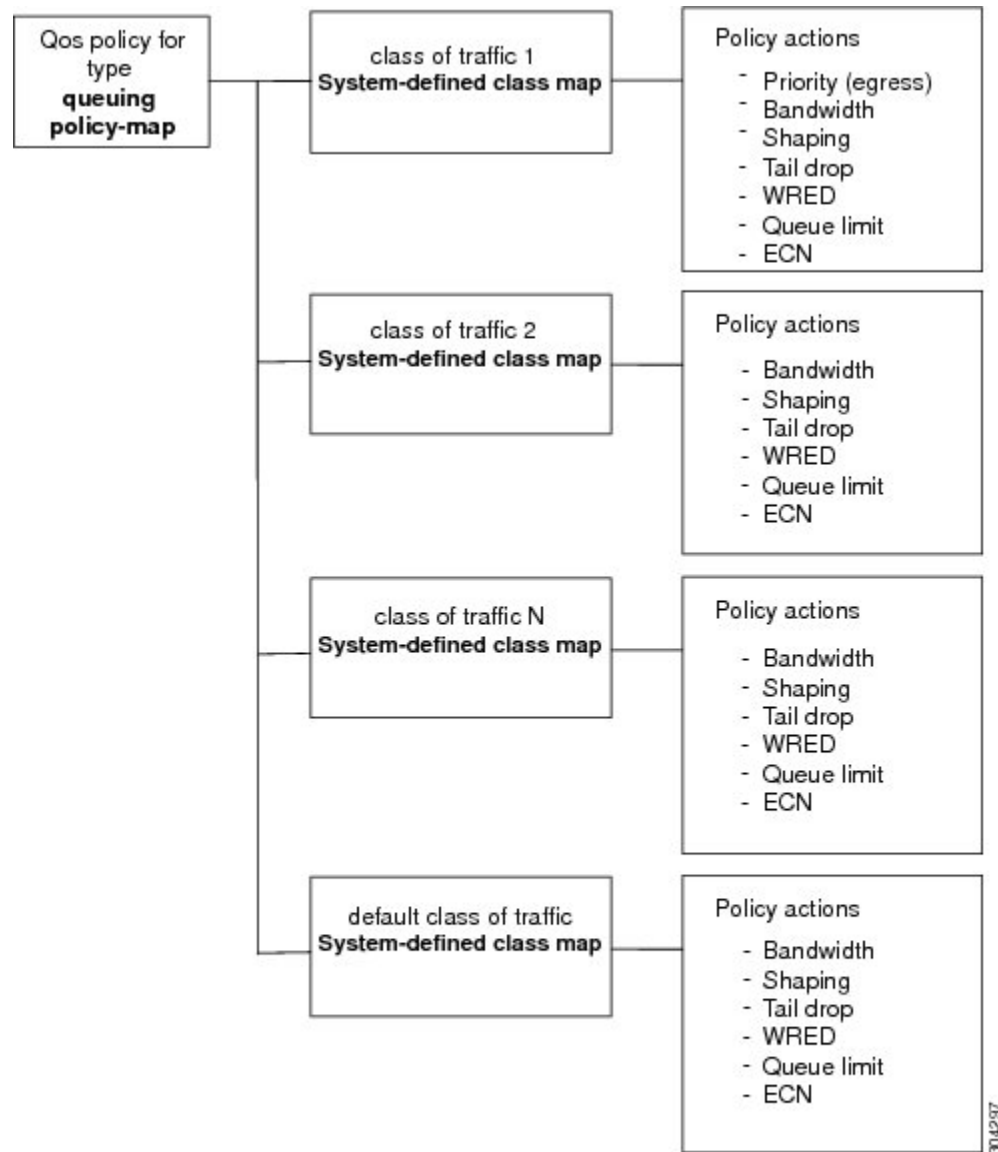 Qos policy for
type
queuing
policy-map
class of traffic 1
System-defined class map
Policy actions
- Priority (egress)
- Bandwidth
- Shaping
- Tail drop
- WRED
- Queue limit
- ECN
class of traffic 2
System-defined class map
Policy actions
- Bandwidth
- Shaping
- Tail drop
- WRED
- Queue limit
- ECN
class of traffic N
System-defined class map
Policy actions
- Bandwidth
- Shaping
- Tail drop
- WRED
- Queue limit
- ECN
default class of traffic
System-defined class map
Policy actions
- Bandwidth
- Shaping
- Tail drop
- WRED
- Queue limit
- ECN
304297